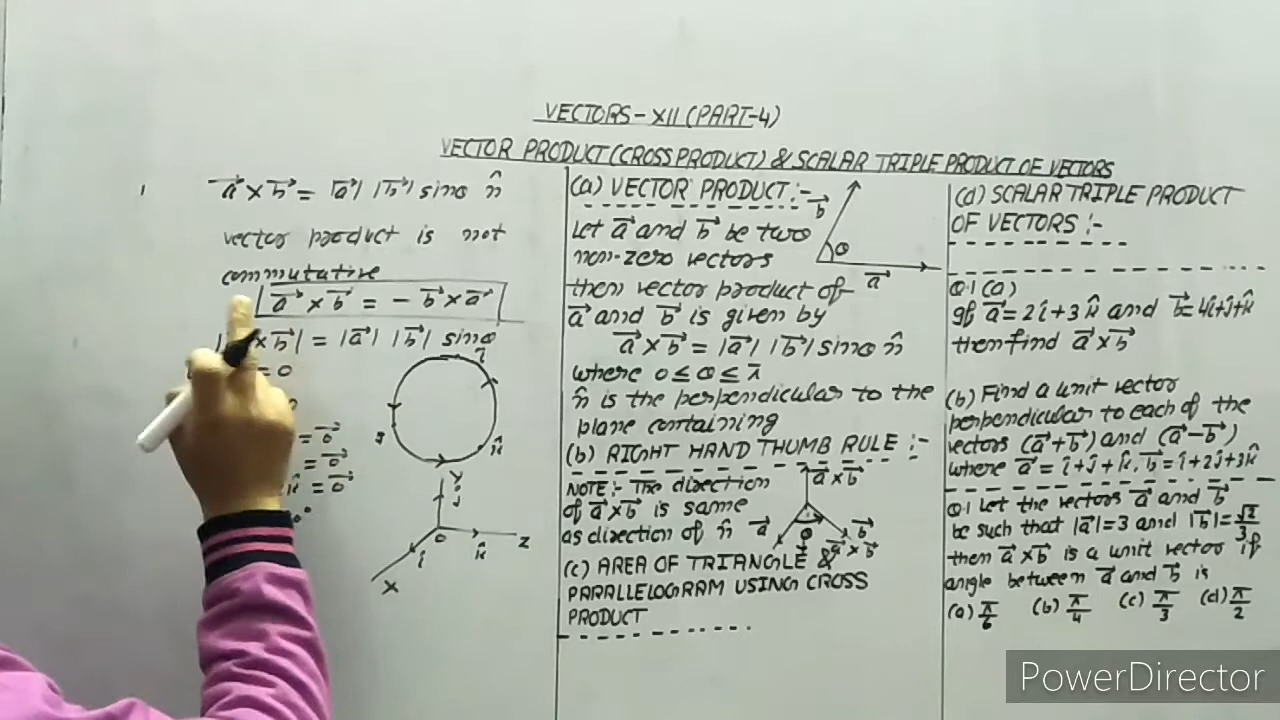 VECTORS-XII (PART-4)
VECTOR PRODUCT (CROSS PRODUCT) & SCALAR TRIPLE PRODUCT OF VECTORS
a⃗ × b⃗ = |a⃗| |b⃗| sinθ n̂
vector product is not
commutative
a⃗ × b⃗ = - b⃗ × a⃗
× b⃗| = |a⃗| |b⃗| sinθ
= 0
= 0⃗
= 0⃗
k̂ = 0⃗
î
ĵ
k̂
Y
ĵ
O
k̂
Z
î
X
(a) VECTOR PRODUCT :-
b⃗
θ
a⃗
Let a⃗ and b⃗ be two
non-zero vectors
then vector product of
a⃗ and b⃗ is given by
a⃗ × b⃗ = |a⃗| |b⃗| sinθ n̂
where 0 ≤ θ ≤ π
n̂ is the perpendicular to the
plane containing
(b) RIGHT HAND THUMB RULE :-
NOTE:- The direction
of a⃗ × b⃗ is same
as direction of n̂
a⃗ × b⃗
a⃗
θ
b⃗
a⃗ × b⃗
(c) AREA OF TRIANGLE &
PARALLELOGRAM USING CROSS
PRODUCT
(d) SCALAR TRIPLE PRODUCT
OF VECTORS :-
Q.1 (a)
If a⃗ = 2î + 3k̂ and b⃗ = 4î + ĵ + k̂
then find a⃗ × b⃗
(b) Find a unit vector
perpendicular to each of the
vectors (a⃗ + b⃗) and (a⃗ - b⃗)
where a⃗ = î + ĵ + k̂, b⃗ = î + 2ĵ + 3k̂
Q.1 Let the vectors a⃗ and b⃗
be such that |a⃗| = 3 and |b⃗| = √2/3
then a⃗ × b⃗ is a unit vector if
angle between a⃗ and b⃗ is
(a) π/6 (b) π/4 (c) π/3 (d) π/2
PowerDirector